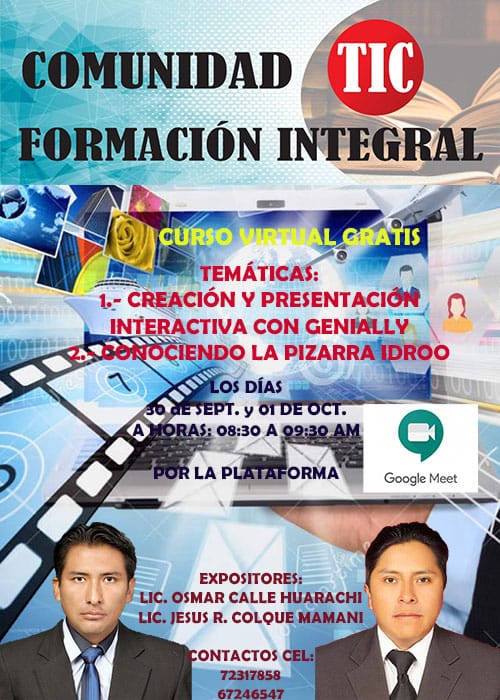 COMUNIDAD TIC
FORMACIÓN INTEGRAL
CURSO VIRTUAL GRATIS
TEMÁTICAS:
1.- CREACIÓN Y PRESENTACIÓN
INTERACTIVA CON GENIALLY
2.- CONOCIENDO LA PIZARRA IDROO
LOS DÍAS
30 de SEPT. y 01 DE OCT.
A HORAS: 08:30 A 09:30 AM
POR LA PLATAFORMA
Google Meet
EXPOSITORES:
LIC. OSMAR CALLE HUARACHI
LIC. JESUS R. COLQUE MAMANI
CONTACTOS CEL:
72317858
67246547